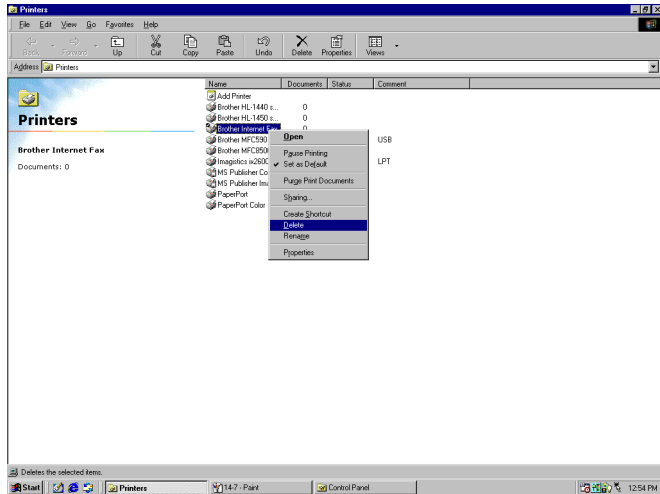 Printers
File Edit View Go Favorites Help
Back Forward Up Cut Copy Paste Undo Delete Properties Views
Address Printers
Name Documents Status Comment
Printers
Brother Internet Fax
Documents: 0
Add Printer
Brother HL-1440 s... 0
Brother HL-1450 s... 0
Brother Internet Fax 0
Brother MFC590 USB
Brother MFC850
Imagistics ix260 LPT
MS Publisher Co
MS Publisher Ima
PaperPort
PaperPort Color
Open
Pause Printing
Set as Default
Purge Print Documents
Sharing...
Create Shortcut
Delete
Rename
Properties
Deletes the selected items.
Start Printers 14-7 - Paint Control Panel 12:54 PM